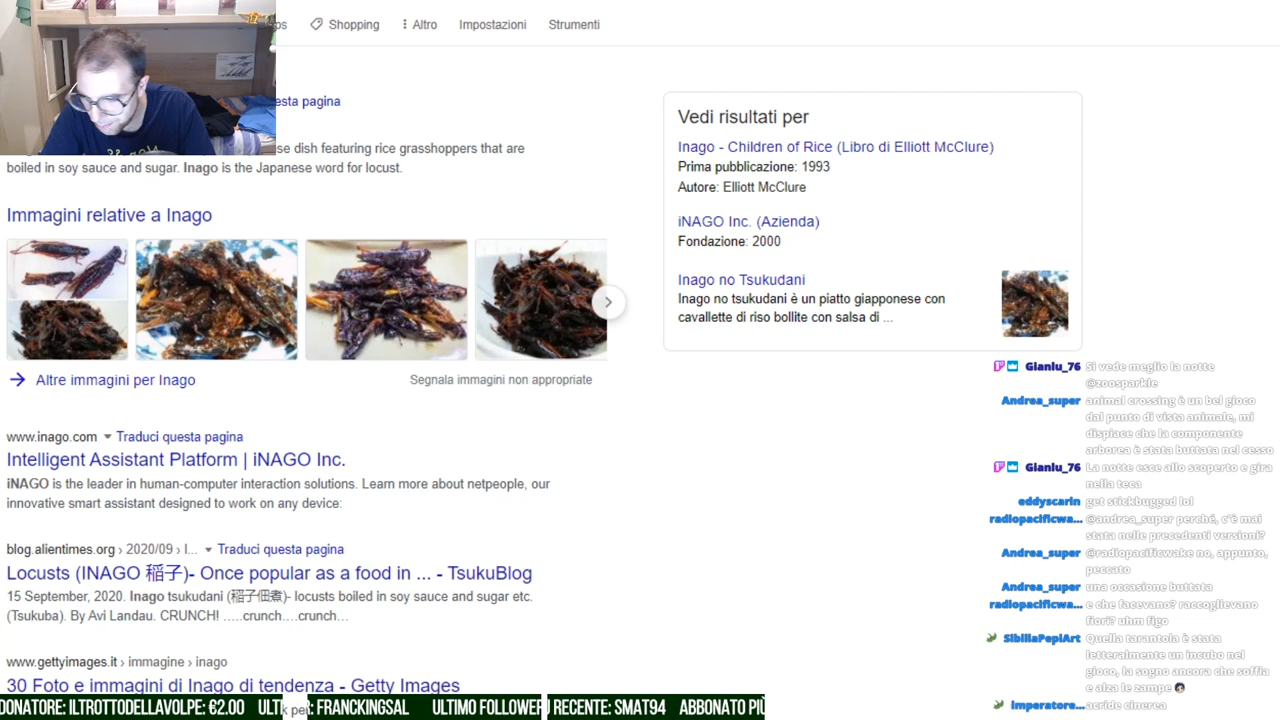 Shopping
Altro
Impostazioni
Strumenti
esta pagina
se dish featuring rice grasshoppers that are
boiled in soy sauce and sugar. Inago is the Japanese word for locust.
Immagini relative a Inago
Altre immagini per Inago
Segnala immagini non appropriate
www.inago.com Traduci questa pagina
Intelligent Assistant Platform | iNAGO Inc.
iNAGO is the leader in human-computer interaction solutions. Learn more about netpeople, our
innovative smart assistant designed to work on any device:
blog.alientimes.org › 2020/09 › l... Traduci questa pagina
Locusts (INAGO 稲子)- Once popular as a food in ... - TsukuBlog
15 September, 2020. Inago tsukudani (稲子佃煮)- locusts boiled in soy sauce and sugar etc.
(Tsukuba). By Avi Landau. CRUNCH! .....crunch....crunch...
www.gettyimages.it › immagine › inago
30 Foto e immagini di Inago di tendenza - Getty Images
Vedi risultati per
Inago - Children of Rice (Libro di Elliott McClure)
Prima pubblicazione: 1993
Autore: Elliott McClure
iNAGO Inc. (Azienda)
Fondazione: 2000
Inago no Tsukudani
Inago no tsukudani è un piatto giapponese con
cavallette di riso bollite con salsa di ...
Gianlu_76 Si vede meglio la notte
@zoosparkle
Andrea_super animal crossing è un bel gioco
dal punto di vista animale, mi
dispiace che la componente
arborea è stata buttata nel cesso
Gianlu_76 La notte esce allo scoperto e gira
nella teca
eddyscarin get stickbugged lol
radiopacificwa... @andrea_super perché, c'è mai
stata nelle precedenti versioni?
Andrea_super @radiopacificwake no, appunto,
peccato
Andrea_super una occasione buttata
radiopacificwa... e che facevano? raccoglievano
fiori? uhm figo
SibillaPepiArt Quella tarantola è stata
letteralmente un incubo nel
gioco, la sogno ancora che soffia
e alza le zampe
Imperatore... acride cinerea
DONATORE: ILTROTTODELLAVOLPE: €2.00 ULT
: FRANCKINGSAL ULTIMO FOLLOWER
RECENTE: SMAT94 ABBONATO PIÙ